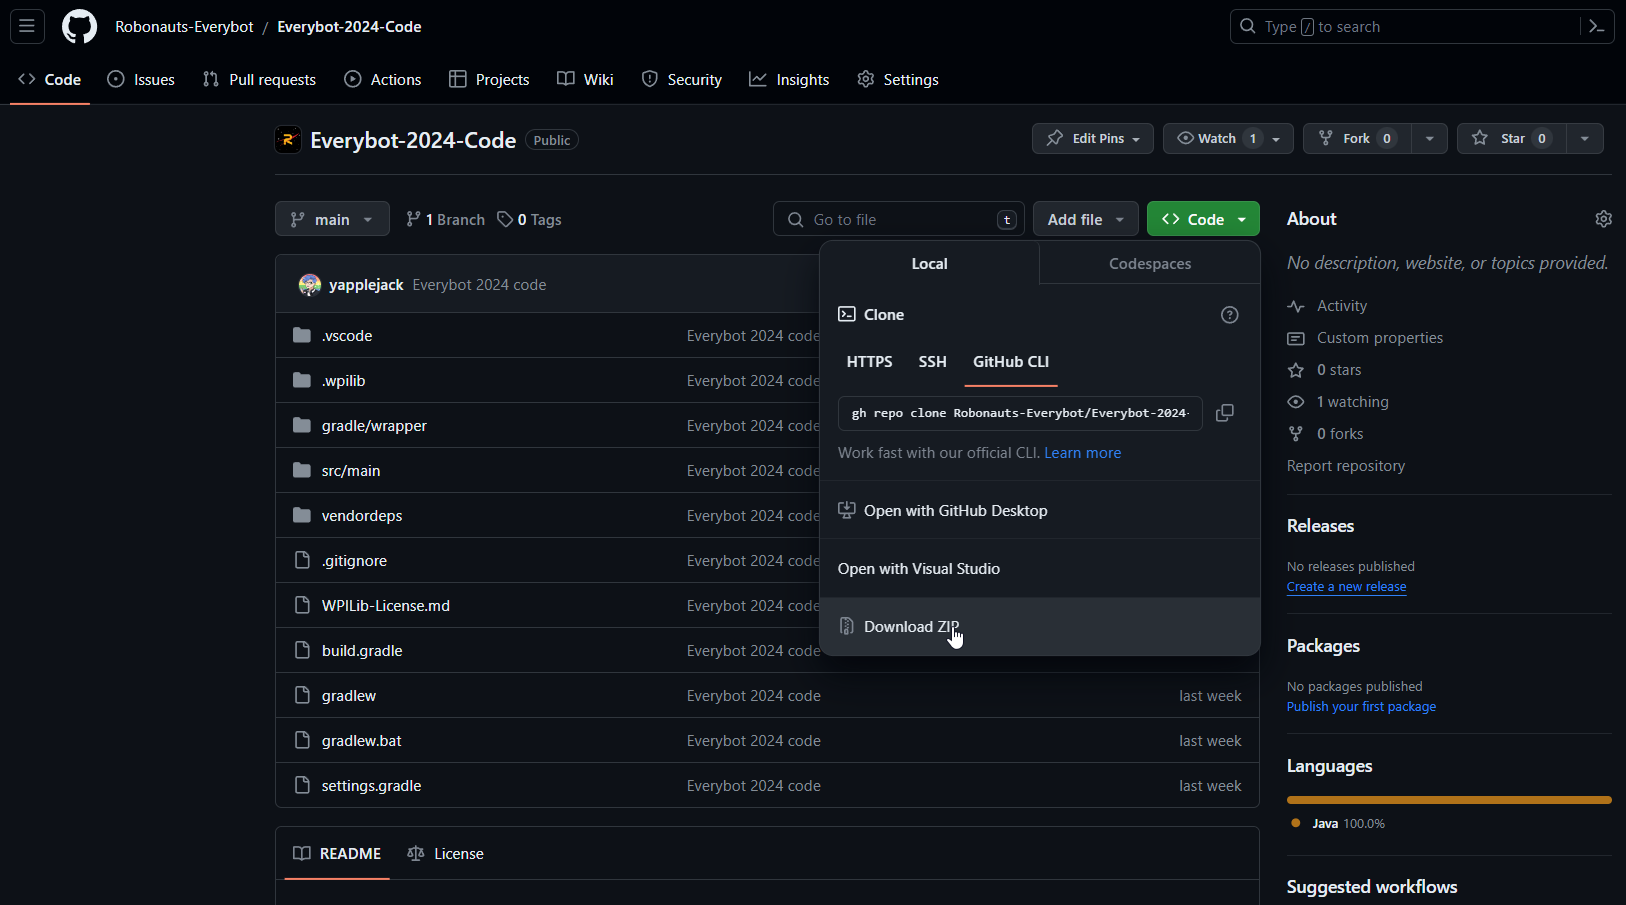 Robonauts-Everybot / Everybot-2024-Code
Type / to search
Code Issues Pull requests Actions Projects Wiki Security Insights Settings
Everybot-2024-Code Public
Edit Pins Watch 1 Fork 0 Star 0
main 1 Branch 0 Tags
Go to file t
Add file
Code
yapplejack Everybot 2024 code
.vscode Everybot 2024 code
.wpilib Everybot 2024 code
gradle/wrapper Everybot 2024 code
src/main Everybot 2024 code
vendordeps Everybot 2024 code
.gitignore Everybot 2024 code
WPILib-License.md Everybot 2024 code
build.gradle Everybot 2024 code
gradlew Everybot 2024 code last week
gradlew.bat Everybot 2024 code last week
settings.gradle Everybot 2024 code last week
README License
Local Codespaces
Clone
HTTPS SSH GitHub CLI
gh repo clone Robonauts-Everybot/Everybot-2024-
Work fast with our official CLI. Learn more
Open with GitHub Desktop
Open with Visual Studio
Download ZIP
About
No description, website, or topics provided.
Activity
Custom properties
0 stars
1 watching
0 forks
Report repository
Releases
No releases published
Create a new release
Packages
No packages published
Publish your first package
Languages
Java 100.0%
Suggested workflows